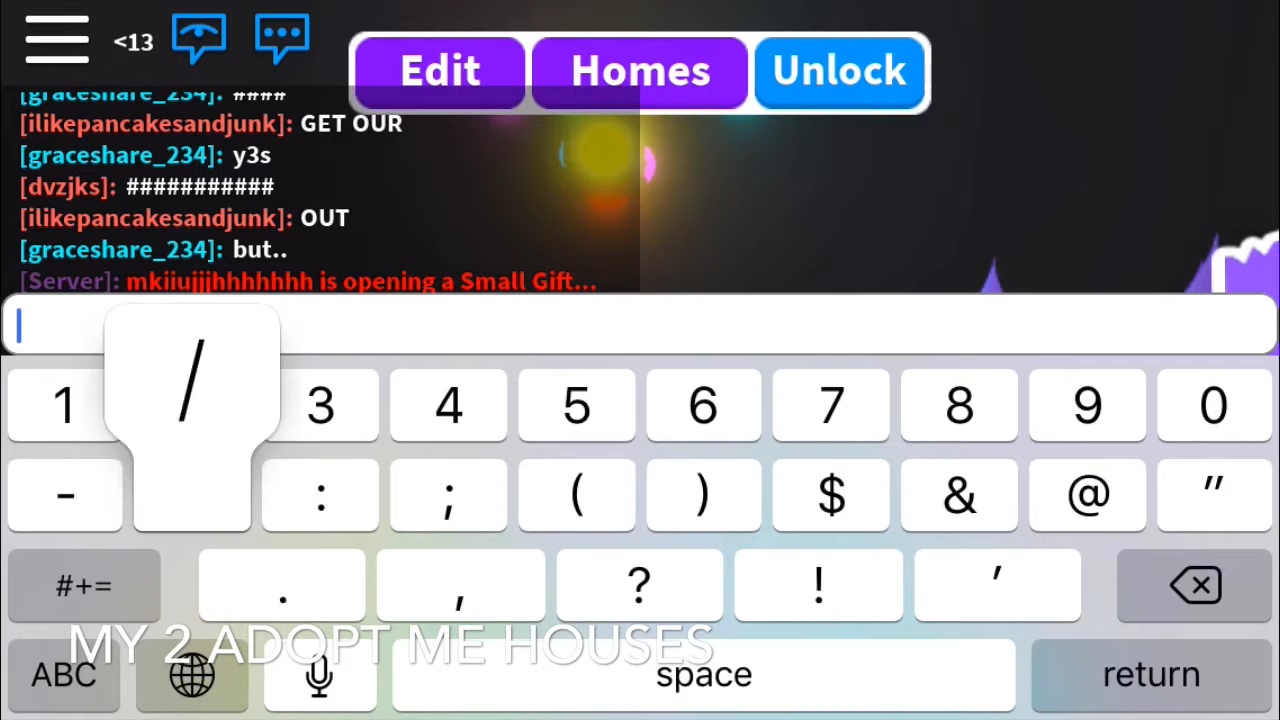 <13
Edit Homes Unlock
[graceshare_234]: ####
[ilikepancakesandjunk]: GET OUR
[graceshare_234]: y3s
[dvzjks]: ###########
[ilikepancakesandjunk]: OUT
[graceshare_234]: but..
[Server]: mkiiujjjhhhhhhh is opening a Small Gift...
/
1 3 4 5 6 7 8 9 0
- : ; ( ) $ & @ "
#+= . , ? ! '
MY 2 ADOPT ME HOUSES
ABC space return